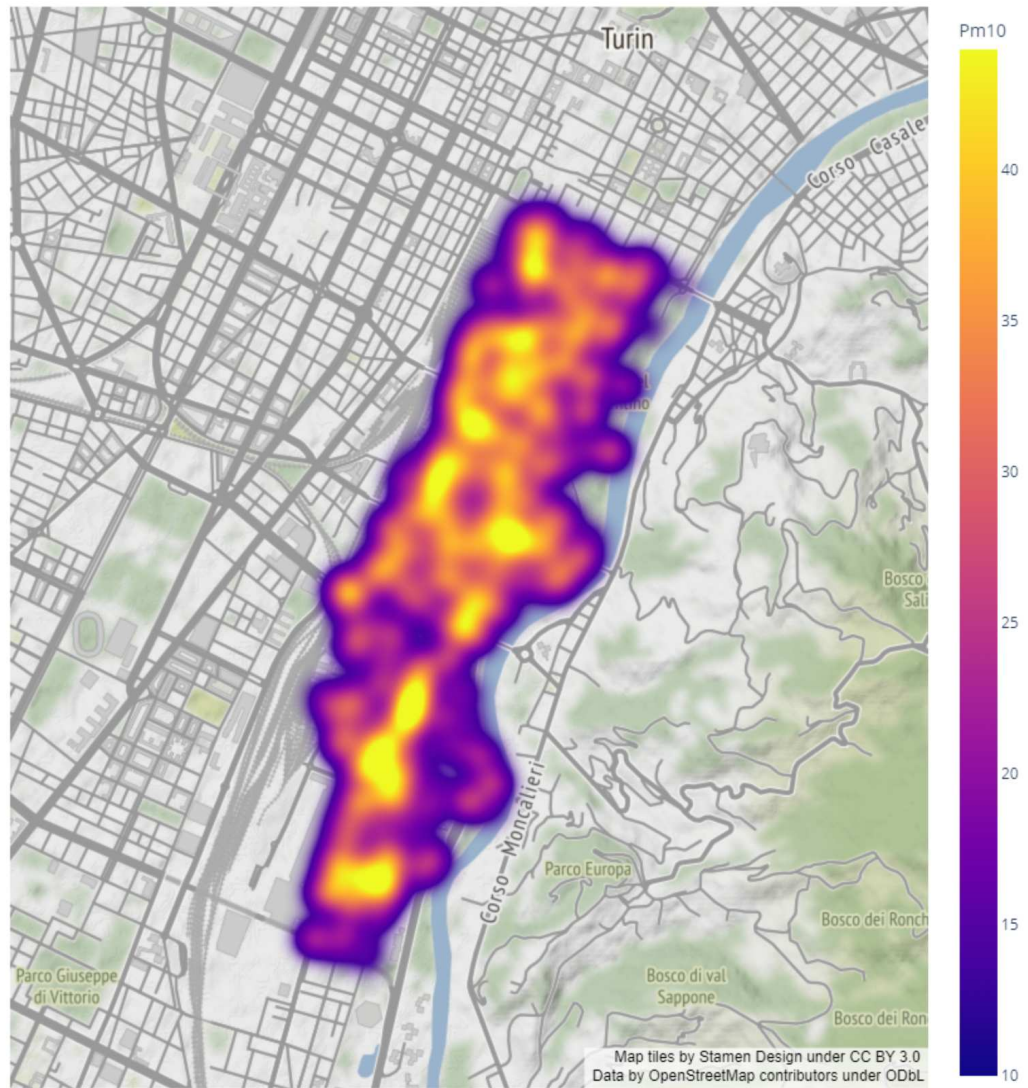 Pm10
Turin
40
Corso Casale
35
30
Bosco
Sali
25
20
Corso Moncalieri
Parco Europa
15
Bosco dei Ronch
Parco Giuseppe
di Vittorio
Bosco di val
Sappone
Bosco dei Ron
Map tiles by Stamen Design under CC BY 3.0
Data by OpenStreetMap contributors under ODbL
10